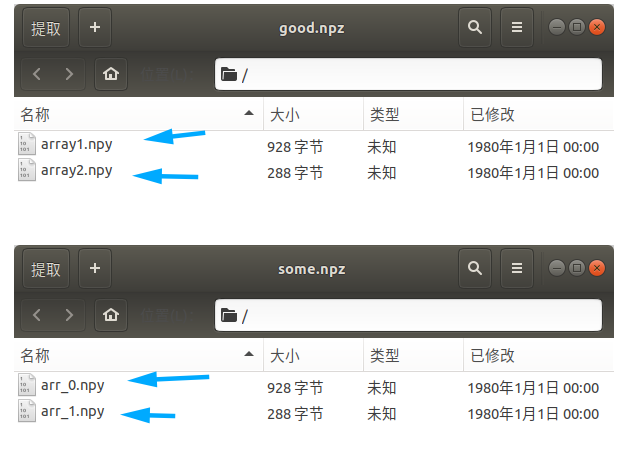 提取 + good.npz
/
名称 大小 类型 已修改
array1.npy 928 字节 未知 1980年1月1日 00:00
array2.npy 288 字节 未知 1980年1月1日 00:00
提取 + some.npz
/
名称 大小 类型 已修改
arr_0.npy 928 字节 未知 1980年1月1日 00:00
arr_1.npy 288 字节 未知 1980年1月1日 00:00